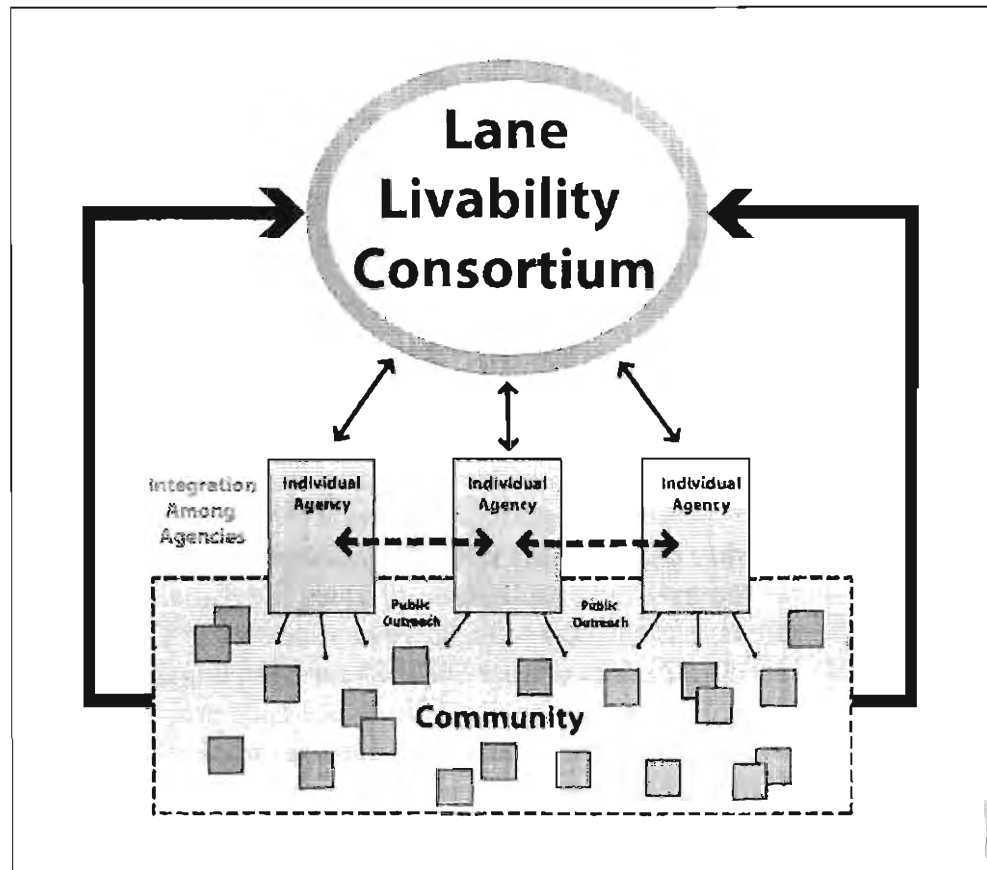 Lane
Livability
Consortium
Integration
Among
Agencies
Individual
Agency
Individual
Agency
Individual
Agency
Public
Outreach
Public
Outreach
Community